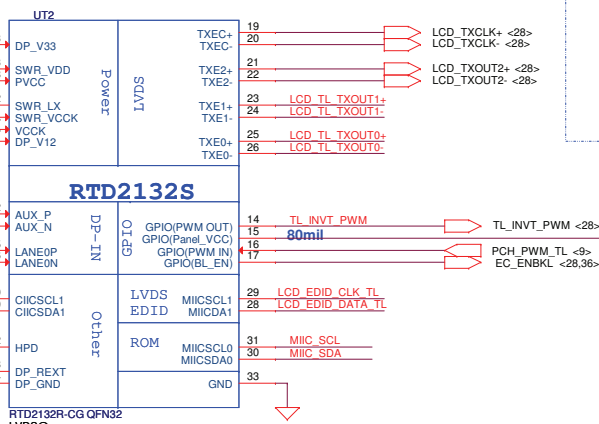 UT2
DP_V33
SWR_VDD
PVCC
SWR_LX
SWR_VCCK
VCCK
DP_V12
Power
LVDS
TXEC+ 19 LCD_TXCLK+ <28>
TXEC- 20 LCD_TXCLK- <28>
TXE2+ 21 LCD_TXOUT2+ <28>
TXE2- 22 LCD_TXOUT2- <28>
TXE1+ 23 LCD_TL_TXOUT1+
TXE1- 24 LCD_TL_TXOUT1-
TXE0+ 25 LCD_TL_TXOUT0+
TXE0- 26 LCD_TL_TXOUT0-
RTD2132S
AUX_P
AUX_N
LANE0P
LANE0N
DP-IN
GPIO
GPIO(PWM OUT) 14 TL_INVT_PWM TL_INVT_PWM <28>
GPIO(Panel_VCC) 15 80mil
GPIO(PWM IN) 16 PCH_PWM_TL <9>
GPIO(BL_EN) 17 EC_ENBKL <28,36>
CIICSCL1
CIICSDA1
HPD
DP_REXT
DP_GND
Other
LVDS
EDID
MIICSCL1 29 LCD_EDID_CLK_TL
MIICDA1 28 LCD_EDID_DATA_TL
ROM
MIICSCL0 31 MIIC_SCL
MIICSDA0 30 MIIC_SDA
GND 33
RTD2132R-CG QFN32